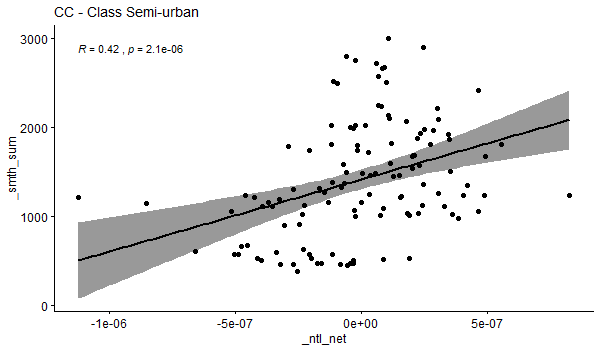 CC - Class Semi-urban
R = 0.42 , p = 2.1e-06
3000
2000
1000
0
_smth_sum
-1e-06 -5e-07 0e+00 5e-07
_ntl_net